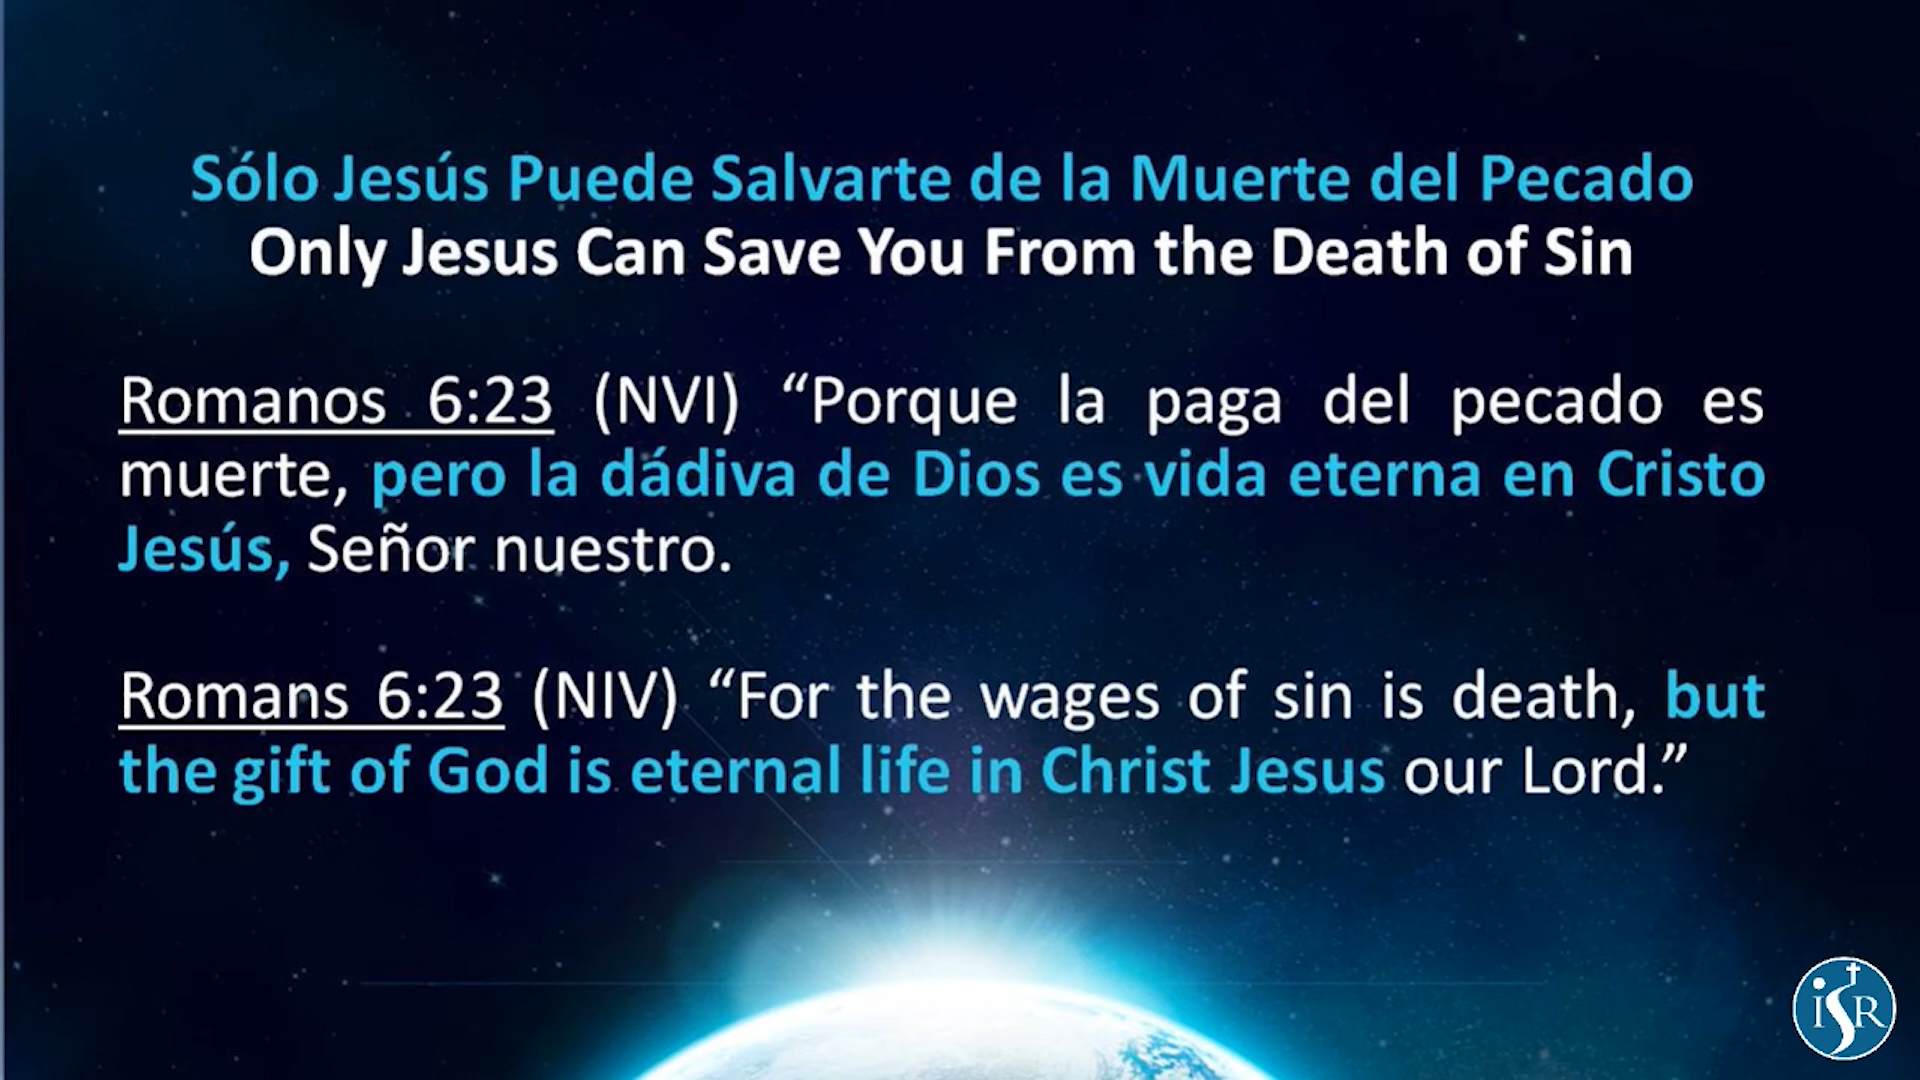 Sólo Jesús Puede Salvarte de la Muerte del Pecado
Only Jesus Can Save You From the Death of Sin
Romanos 6:23 (NVI) “Porque la paga del pecado es
muerte, pero la dádiva de Dios es vida eterna en Cristo
Jesús, Señor nuestro.
Romans 6:23 (NIV) “For the wages of sin is death, but
the gift of God is eternal life in Christ Jesus our Lord.”
ISR